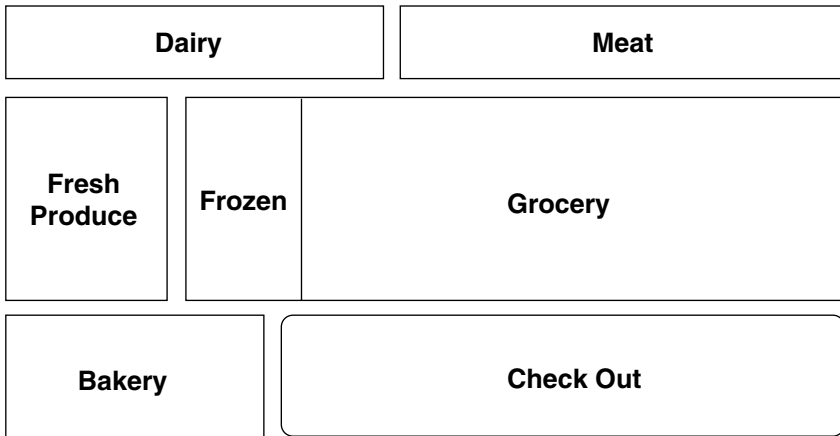 Dairy
Meat
Fresh
Produce
Frozen
Grocery
Bakery
Check Out